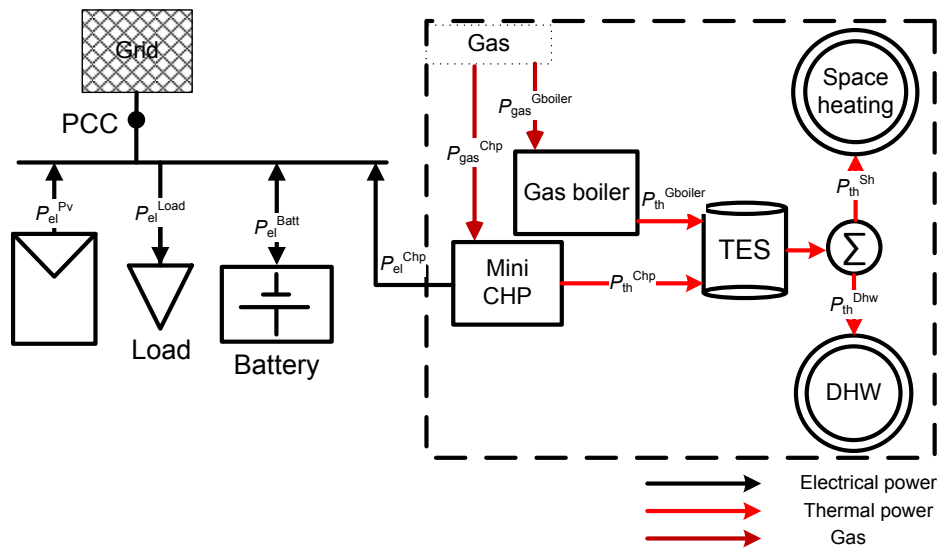 Grid
PCC
Gas
Space
heating
P_gas^Gboiler
P_gas^Chp
Gas boiler
P_th^Gboiler
P_th^Sh
TES
Σ
P_el^Pv
P_el^Load
P_el^Batt
P_el^Chp
Mini
CHP
P_th^Chp
P_th^Dhw
Load
Battery
DHW
Electrical power
Thermal power
Gas